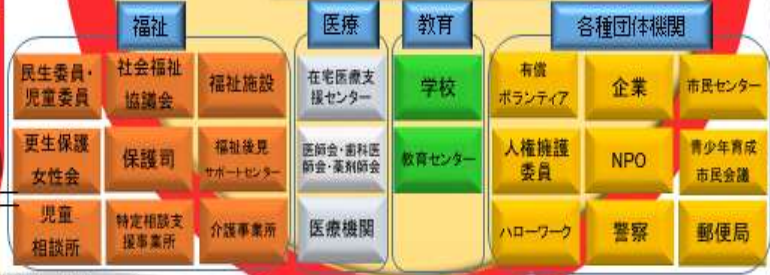 福祉
医療
教育
各種団体機関
民生委員・
児童委員
社会福祉
協議会
福祉施設
更生保護
女性会
保護司
福祉後見
サポートセンター
児童
相談所
特定相談支
援事業所
介護事業所
在宅医療支
援センター
医師会・歯科医
師会・薬剤師会
医療機関
学校
教育センター
有償
ボランティア
企業
市民センター
人権擁護
委員
NPO
青少年育成
市民会議
ハローワーク
警察
郵便局